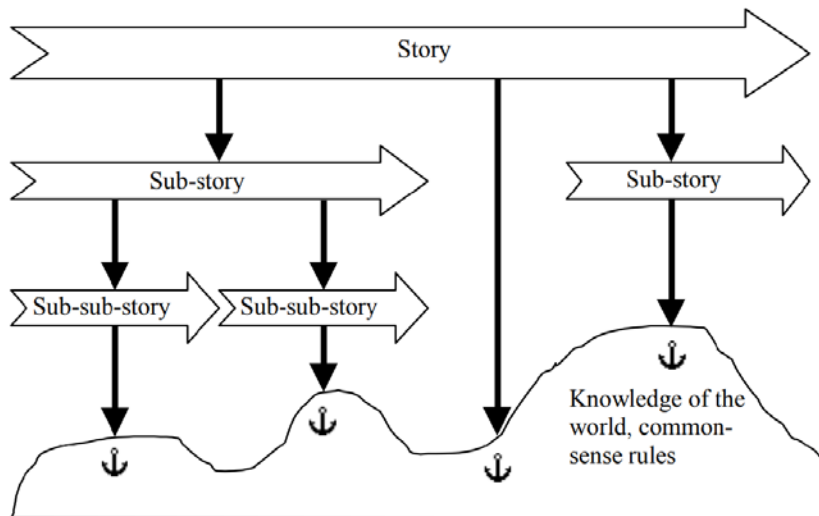 Story
Sub-story
Sub-story
Sub-sub-story
Sub-sub-story
Knowledge of the
world, common-
sense rules